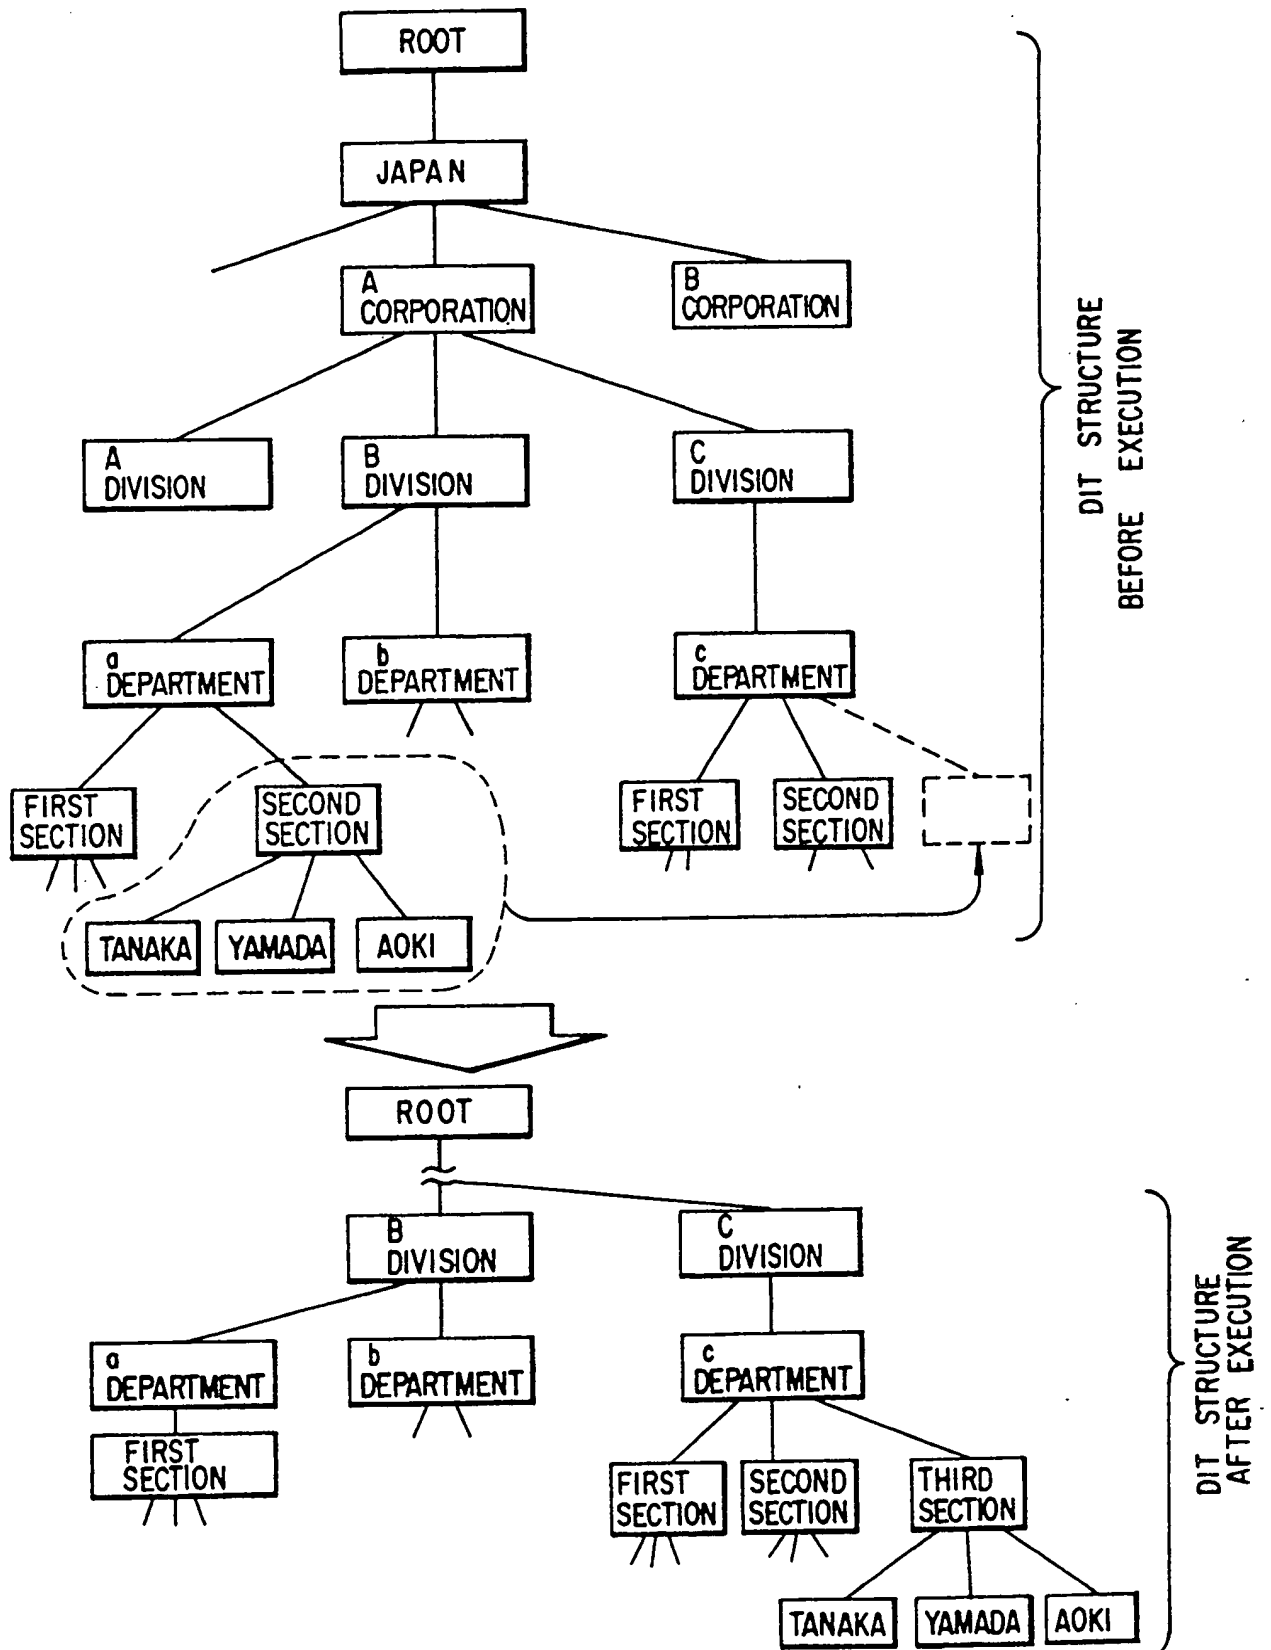 ROOT
JAPAN
A
CORPORATION
B
CORPORATION
A
DIVISION
B
DIVISION
C
DIVISION
a
DEPARTMENT
b
DEPARTMENT
c
DEPARTMENT
FIRST
SECTION
SECOND
SECTION
FIRST
SECTION
SECOND
SECTION
TANAKA
YAMADA
AOKI
DIT STRUCTURE
BEFORE EXECUTION
ROOT
B
DIVISION
C
DIVISION
a
DEPARTMENT
b
DEPARTMENT
c
DEPARTMENT
FIRST
SECTION
FIRST
SECTION
SECOND
SECTION
THIRD
SECTION
TANAKA
YAMADA
AOKI
DIT STRUCTURE
AFTER EXECUTION